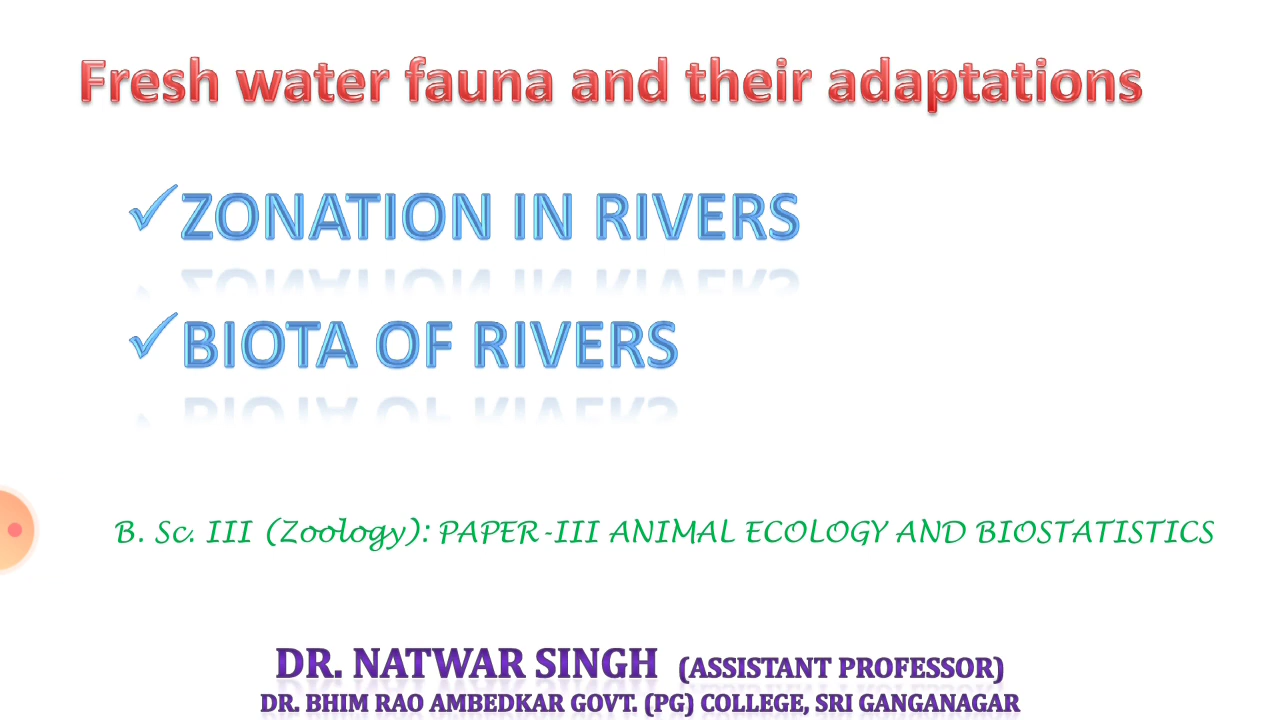 Fresh water fauna and their adaptations
✓ZONATION IN RIVERS
✓BIOTA OF RIVERS
B. Sc. III (Zoology): PAPER-III ANIMAL ECOLOGY AND BIOSTATISTICS
DR. NATWAR SINGH (ASSISTANT PROFESSOR)
DR. BHIM RAO AMBEDKAR GOVT. (PG) COLLEGE, SRI GANGANAGAR